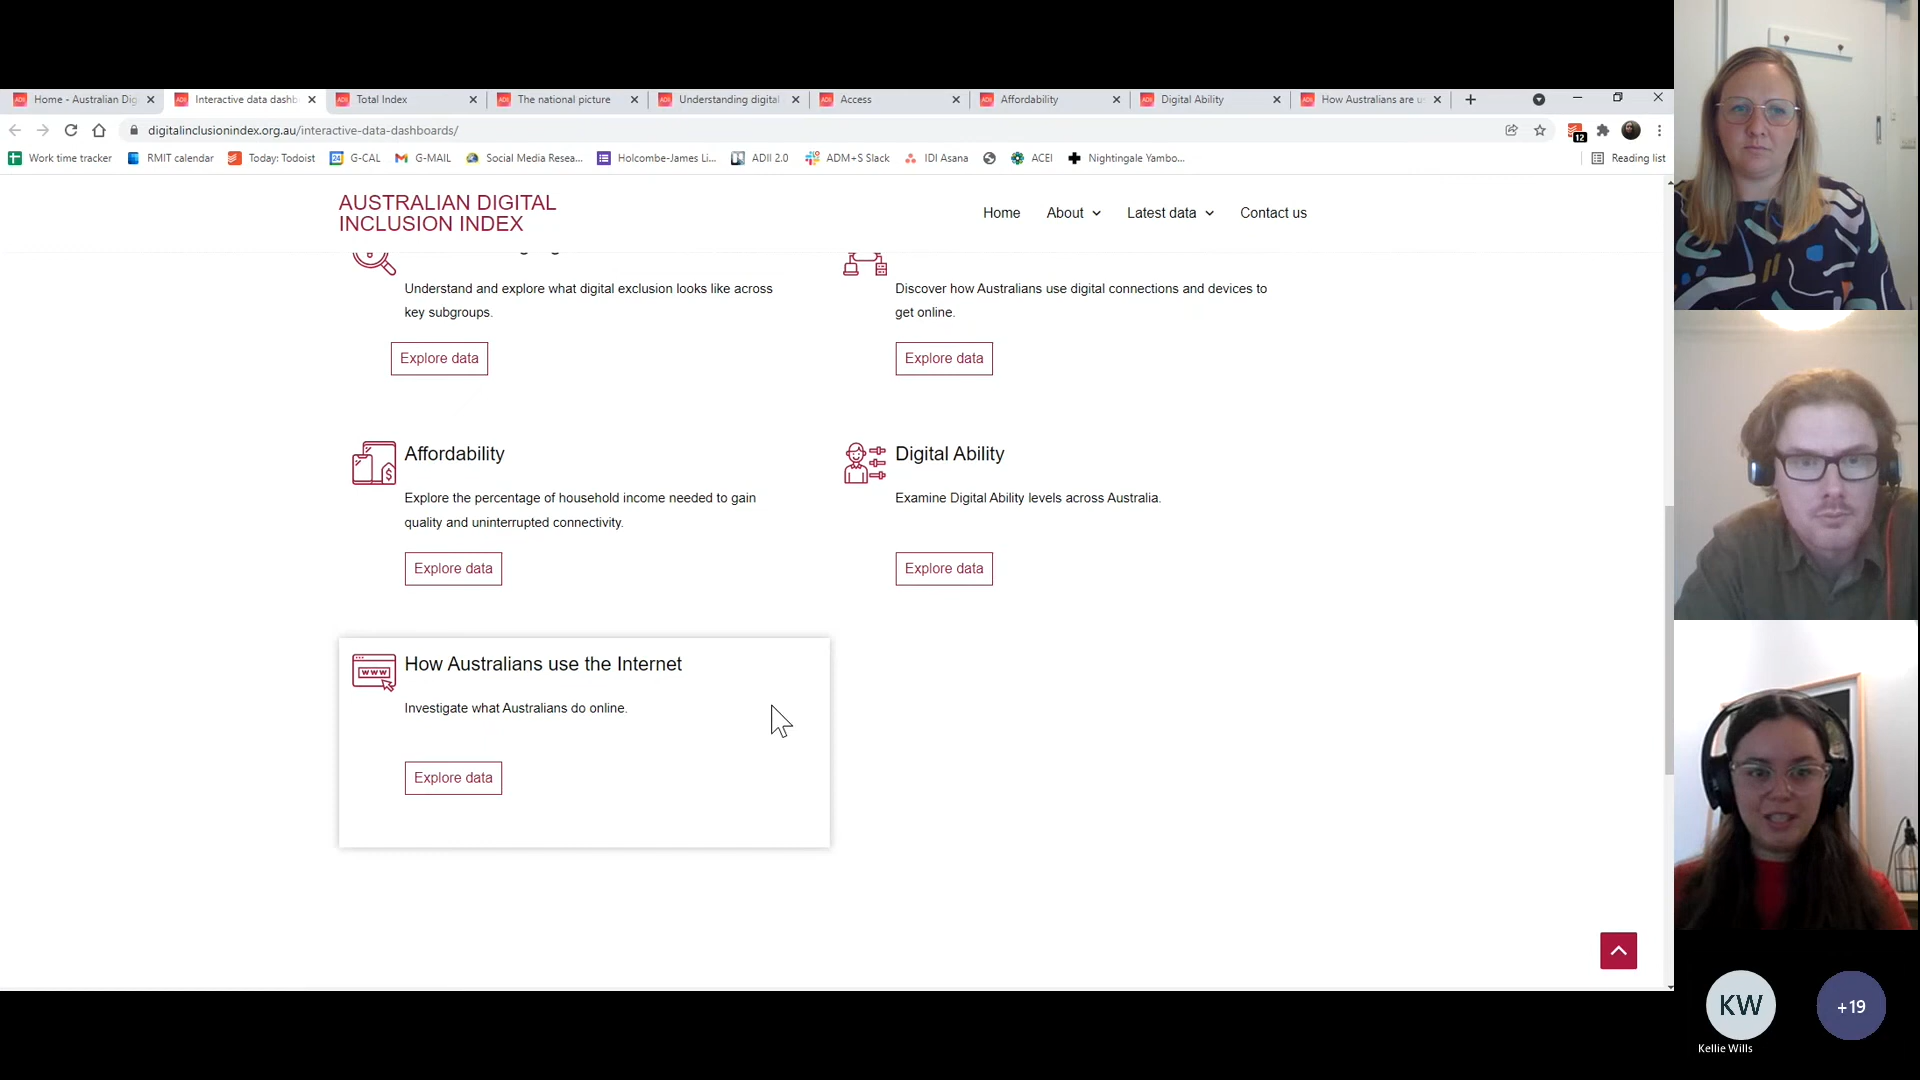 Home - Australian Dig
Interactive data dashb
Total Index
The national picture
Understanding digital
Access
Affordability
Digital Ability
How Australians are u
digitalinclusionindex.org.au/interactive-data-dashboards/
12
Work time tracker
RMIT calendar
Today: Todoist
G-CAL
G-MAIL
Social Media Resea...
Holcombe-James Li...
ADII 2.0
ADM+S Slack
IDI Asana
ACEI
Nightingale Yambo...
Reading list
AUSTRALIAN DIGITAL
INCLUSION INDEX
Home
About
Latest data
Contact us
Understand and explore what digital exclusion looks like across
key subgroups.
Explore data
Discover how Australians use digital connections and devices to
get online.
Explore data
Affordability
Explore the percentage of household income needed to gain
quality and uninterrupted connectivity.
Explore data
Digital Ability
Examine Digital Ability levels across Australia.
Explore data
www
How Australians use the Internet
Investigate what Australians do online.
Explore data
KW
+19
Kellie Wills